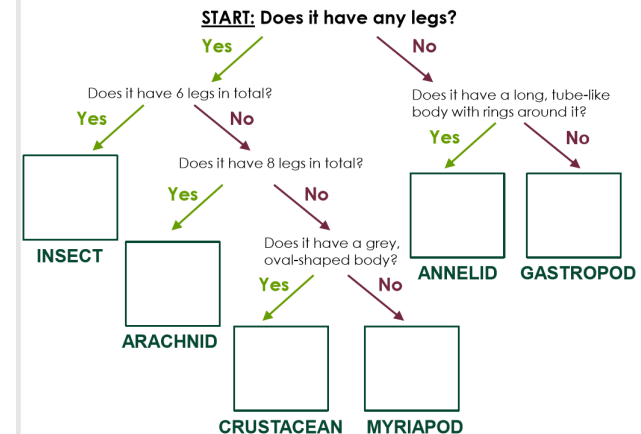 START: Does it have any legs?
Yes
No
Does it have 6 legs in total?
Does it have a long, tube-like
body with rings around it?
Yes
No
Yes
No
Does it have 8 legs in total?
Yes
No
INSECT
Does it have a grey,
oval-shaped body?
ANNELID
GASTROPOD
Yes
No
ARACHNID
CRUSTACEAN
MYRIAPOD